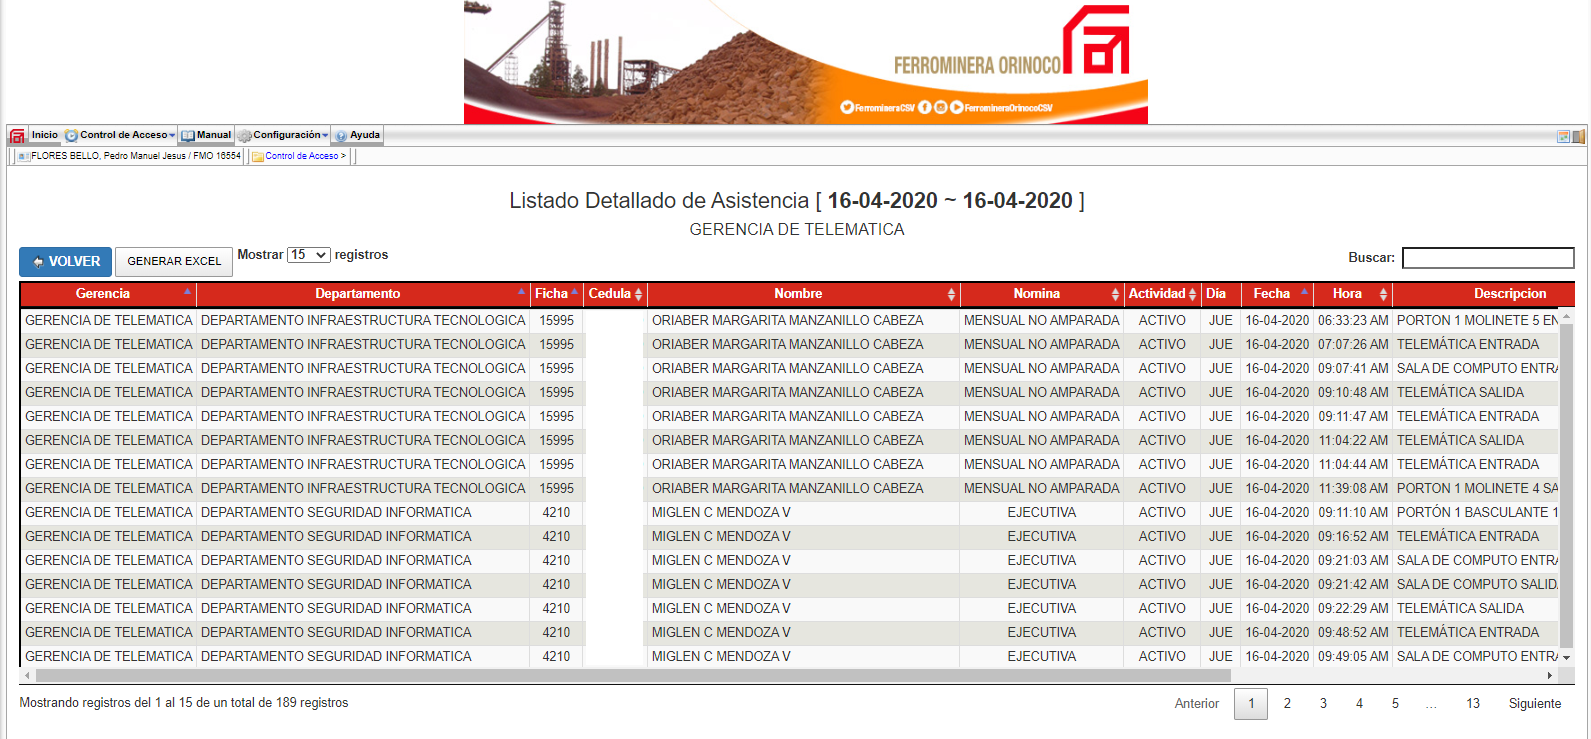 FERROMINERA ORINOCO
FerromineraCSV FerromineraOrinocoCSV
Inicio Control de Acceso Manual Configuración Ayuda
FLORES BELLO, Pedro Manuel Jesus / FMO 16554 Control de Acceso >
Listado Detallado de Asistencia [ 16-04-2020 ~ 16-04-2020 ]
GERENCIA DE TELEMATICA
VOLVER GENERAR EXCEL Mostrar 15 registros Buscar:
Gerencia Departamento Ficha Cedula Nombre Nomina Actividad Día Fecha Hora Descripcion
GERENCIA DE TELEMATICA DEPARTAMENTO INFRAESTRUCTURA TECNOLOGICA 15995 ORIABER MARGARITA MANZANILLO CABEZA MENSUAL NO AMPARADA ACTIVO JUE 16-04-2020 06:33:23 AM PORTON 1 MOLINETE 5 EN
GERENCIA DE TELEMATICA DEPARTAMENTO INFRAESTRUCTURA TECNOLOGICA 15995 ORIABER MARGARITA MANZANILLO CABEZA MENSUAL NO AMPARADA ACTIVO JUE 16-04-2020 07:07:26 AM TELEMÁTICA ENTRADA
GERENCIA DE TELEMATICA DEPARTAMENTO INFRAESTRUCTURA TECNOLOGICA 15995 ORIABER MARGARITA MANZANILLO CABEZA MENSUAL NO AMPARADA ACTIVO JUE 16-04-2020 09:07:41 AM SALA DE COMPUTO ENTRA
GERENCIA DE TELEMATICA DEPARTAMENTO INFRAESTRUCTURA TECNOLOGICA 15995 ORIABER MARGARITA MANZANILLO CABEZA MENSUAL NO AMPARADA ACTIVO JUE 16-04-2020 09:10:48 AM TELEMÁTICA SALIDA
GERENCIA DE TELEMATICA DEPARTAMENTO INFRAESTRUCTURA TECNOLOGICA 15995 ORIABER MARGARITA MANZANILLO CABEZA MENSUAL NO AMPARADA ACTIVO JUE 16-04-2020 09:11:47 AM TELEMÁTICA ENTRADA
GERENCIA DE TELEMATICA DEPARTAMENTO INFRAESTRUCTURA TECNOLOGICA 15995 ORIABER MARGARITA MANZANILLO CABEZA MENSUAL NO AMPARADA ACTIVO JUE 16-04-2020 11:04:22 AM TELEMÁTICA SALIDA
GERENCIA DE TELEMATICA DEPARTAMENTO INFRAESTRUCTURA TECNOLOGICA 15995 ORIABER MARGARITA MANZANILLO CABEZA MENSUAL NO AMPARADA ACTIVO JUE 16-04-2020 11:04:44 AM TELEMÁTICA ENTRADA
GERENCIA DE TELEMATICA DEPARTAMENTO INFRAESTRUCTURA TECNOLOGICA 15995 ORIABER MARGARITA MANZANILLO CABEZA MENSUAL NO AMPARADA ACTIVO JUE 16-04-2020 11:39:08 AM PORTON 1 MOLINETE 4 SA
GERENCIA DE TELEMATICA DEPARTAMENTO SEGURIDAD INFORMATICA 4210 MIGLEN C MENDOZA V EJECUTIVA ACTIVO JUE 16-04-2020 09:11:10 AM PORTÓN 1 BASCULANTE 1
GERENCIA DE TELEMATICA DEPARTAMENTO SEGURIDAD INFORMATICA 4210 MIGLEN C MENDOZA V EJECUTIVA ACTIVO JUE 16-04-2020 09:16:52 AM TELEMÁTICA ENTRADA
GERENCIA DE TELEMATICA DEPARTAMENTO SEGURIDAD INFORMATICA 4210 MIGLEN C MENDOZA V EJECUTIVA ACTIVO JUE 16-04-2020 09:21:03 AM SALA DE COMPUTO ENTRA
GERENCIA DE TELEMATICA DEPARTAMENTO SEGURIDAD INFORMATICA 4210 MIGLEN C MENDOZA V EJECUTIVA ACTIVO JUE 16-04-2020 09:21:42 AM SALA DE COMPUTO SALID
GERENCIA DE TELEMATICA DEPARTAMENTO SEGURIDAD INFORMATICA 4210 MIGLEN C MENDOZA V EJECUTIVA ACTIVO JUE 16-04-2020 09:22:29 AM TELEMÁTICA SALIDA
GERENCIA DE TELEMATICA DEPARTAMENTO SEGURIDAD INFORMATICA 4210 MIGLEN C MENDOZA V EJECUTIVA ACTIVO JUE 16-04-2020 09:48:52 AM TELEMÁTICA ENTRADA
GERENCIA DE TELEMATICA DEPARTAMENTO SEGURIDAD INFORMATICA 4210 MIGLEN C MENDOZA V EJECUTIVA ACTIVO JUE 16-04-2020 09:49:05 AM SALA DE COMPUTO ENTRA
Mostrando registros del 1 al 15 de un total de 189 registros Anterior 1 2 3 4 5 ... 13 Siguiente